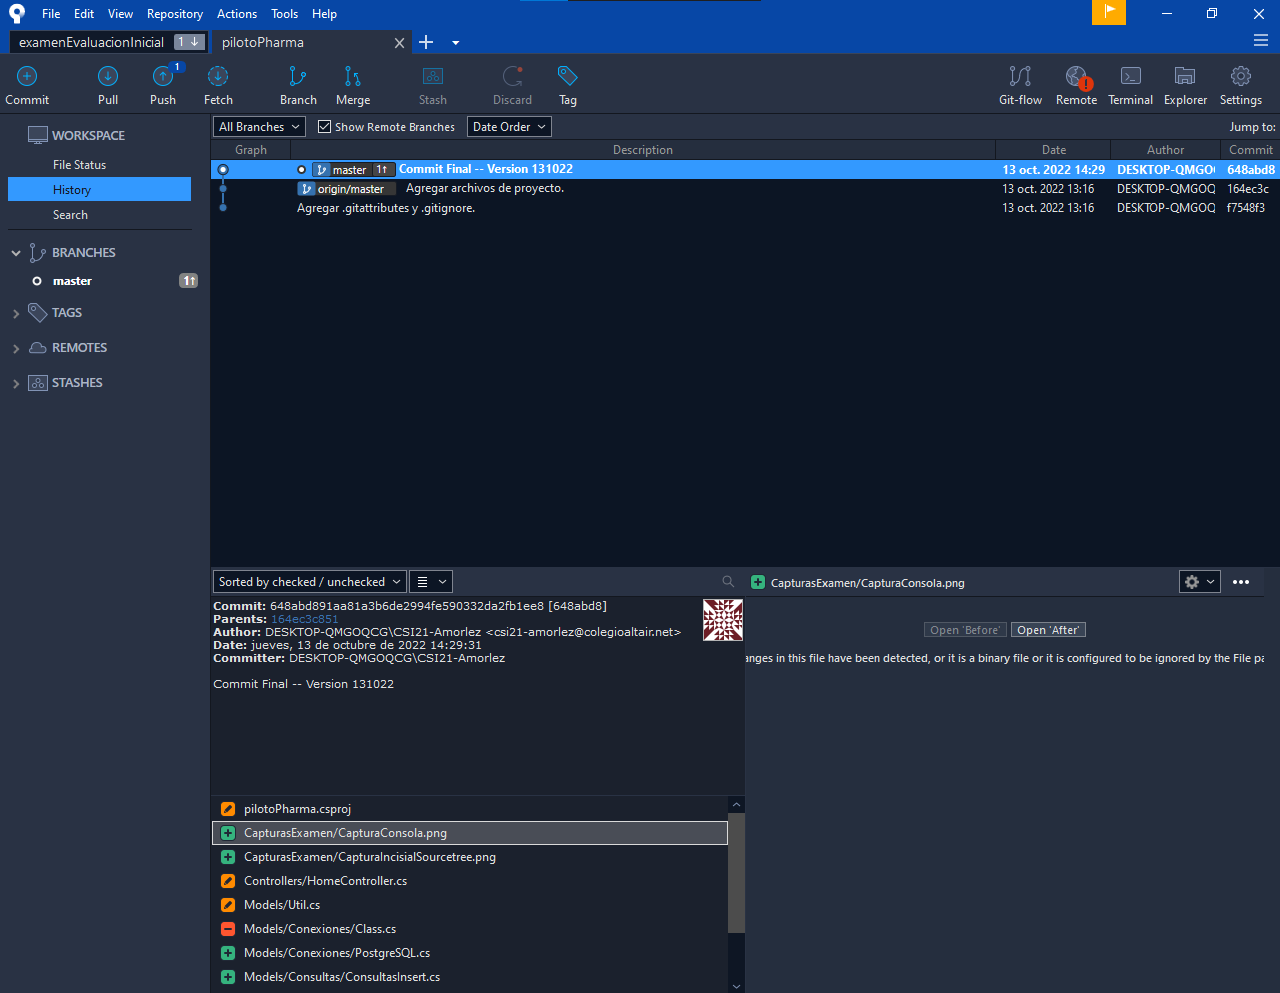 File Edit View Repository Actions Tools Help
examenEvaluacionInicial 1 ↓ pilotoPharma
1
Commit Pull Push Fetch Branch Merge Stash Discard Tag Git-flow Remote Terminal Explorer Settings
WORKSPACE
File Status
History
Search
BRANCHES
master 1↑
TAGS
REMOTES
STASHES
All Branches Show Remote Branches Date Order Jump to:
Graph Description Date Author Commit
master 1↑ Commit Final -- Version 131022 13 oct. 2022 14:29 DESKTOP-QMGOQ 648abd8
origin/master Agregar archivos de proyecto. 13 oct. 2022 13:16 DESKTOP-QMGOQ 164ec3c
Agregar .gitattributes y .gitignore. 13 oct. 2022 13:16 DESKTOP-QMGOQ f7548f3
Sorted by checked / unchecked
Commit: 648abd891aa81a3b6de2994fe590332da2fb1ee8 [648abd8]
Parents: 164ec3c851
Author: DESKTOP-QMGOQCG\CSI21-Amorlez <csi21-amorlez@colegioaltair.net>
Date: jueves, 13 de octubre de 2022 14:29:31
Committer: DESKTOP-QMGOQCG\CSI21-Amorlez
Commit Final -- Version 131022
pilotoPharma.csproj
CapturasExamen/CapturaConsola.png
CapturasExamen/CapturaIncisialSourcetree.png
Controllers/HomeController.cs
Models/Util.cs
Models/Conexiones/Class.cs
Models/Conexiones/PostgreSQL.cs
Models/Consultas/ConsultasInsert.cs
CapturasExamen/CapturaConsola.png
Open 'Before' Open 'After'
anges in this file have been detected, or it is a binary file or it is configured to be ignored by the File pa